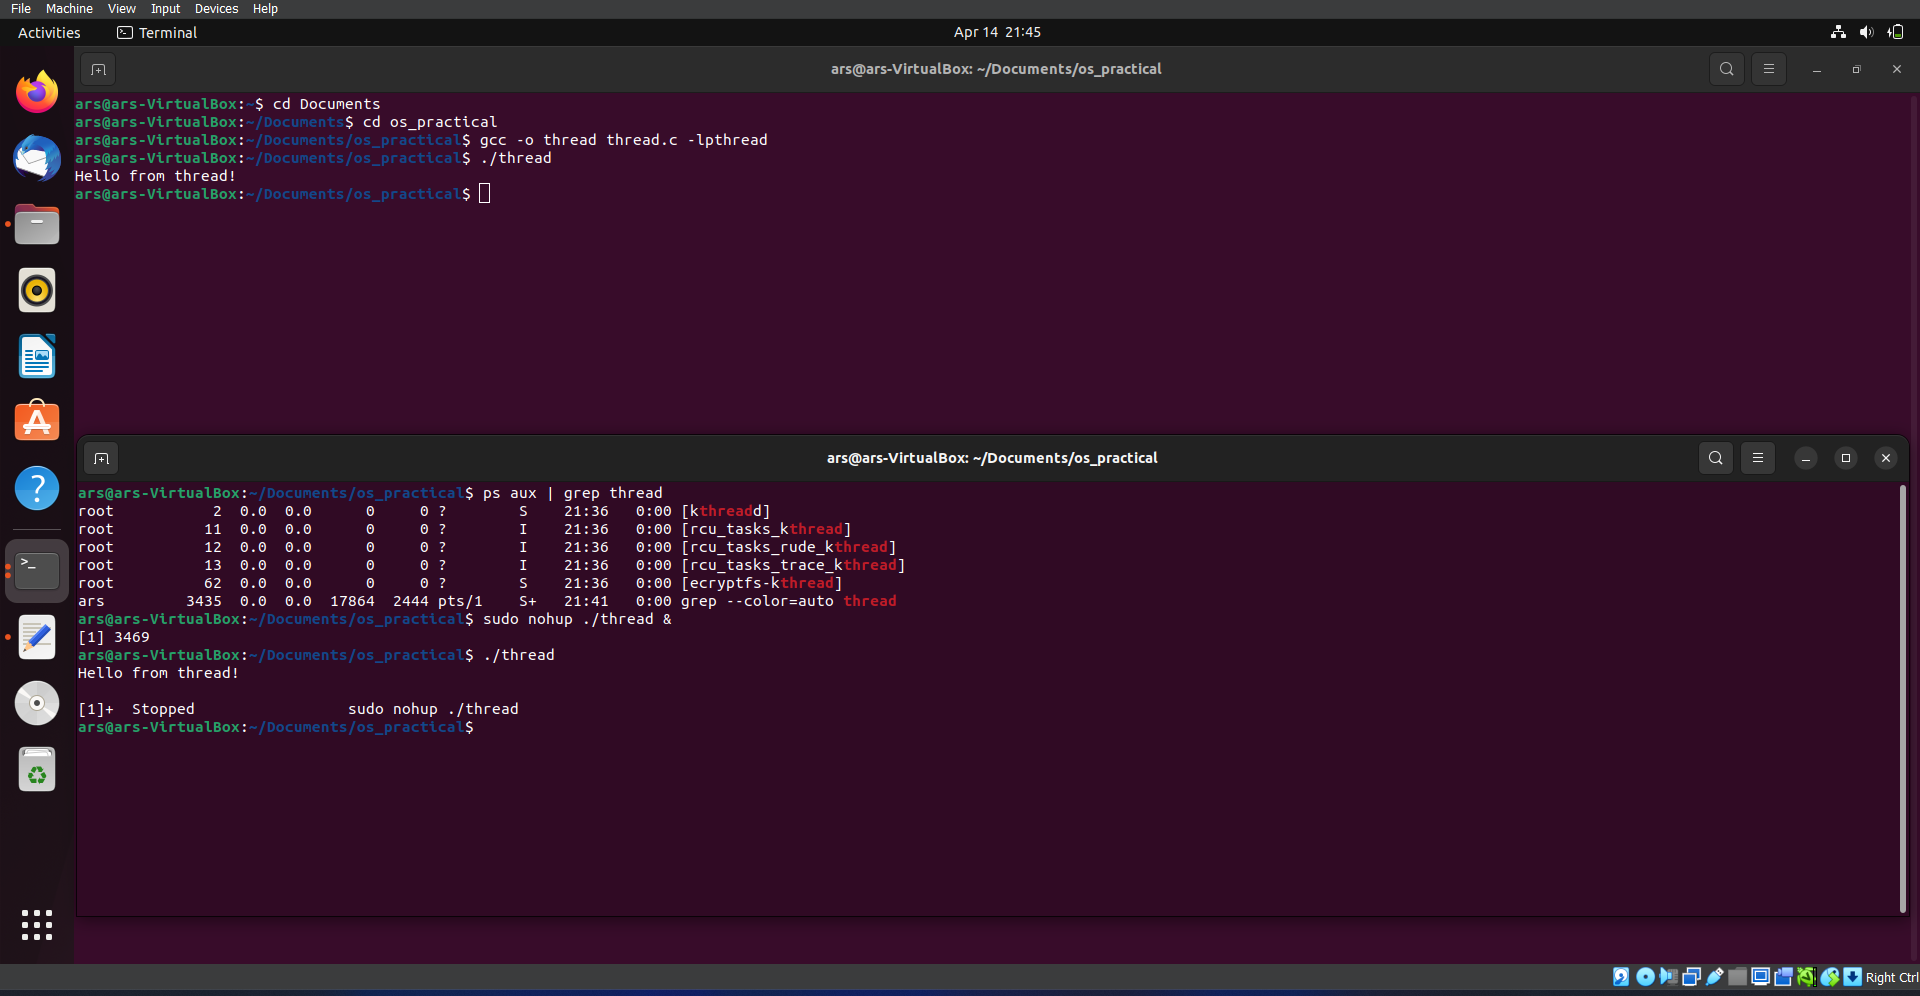 File Machine View Input Devices Help
Activities Terminal Apr 14 21:45
ars@ars-VirtualBox: ~/Documents/os_practical
ars@ars-VirtualBox:~$ cd Documents
ars@ars-VirtualBox:~/Documents$ cd os_practical
ars@ars-VirtualBox:~/Documents/os_practical$ gcc -o thread thread.c -lpthread
ars@ars-VirtualBox:~/Documents/os_practical$ ./thread
Hello from thread!
ars@ars-VirtualBox:~/Documents/os_practical$
ars@ars-VirtualBox: ~/Documents/os_practical
ars@ars-VirtualBox:~/Documents/os_practical$ ps aux | grep thread
root 2 0.0 0.0 0 0 ? S 21:36 0:00 [kthreadd]
root 11 0.0 0.0 0 0 ? I 21:36 0:00 [rcu_tasks_kthread]
root 12 0.0 0.0 0 0 ? I 21:36 0:00 [rcu_tasks_rude_kthread]
root 13 0.0 0.0 0 0 ? I 21:36 0:00 [rcu_tasks_trace_kthread]
root 62 0.0 0.0 0 0 ? S 21:36 0:00 [ecryptfs-kthread]
ars 3435 0.0 0.0 17864 2444 pts/1 S+ 21:41 0:00 grep --color=auto thread
ars@ars-VirtualBox:~/Documents/os_practical$ sudo nohup ./thread &
[1] 3469
ars@ars-VirtualBox:~/Documents/os_practical$ ./thread
Hello from thread!
[1]+ Stopped sudo nohup ./thread
ars@ars-VirtualBox:~/Documents/os_practical$
Right Ctrl